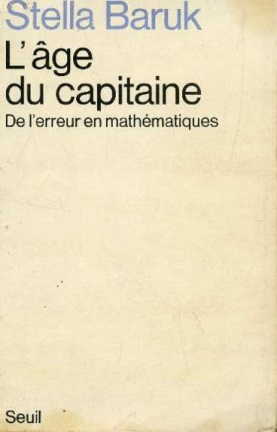 Stella Baruk
L'âge
du capitaine
De l'erreur en mathématiques
Seuil